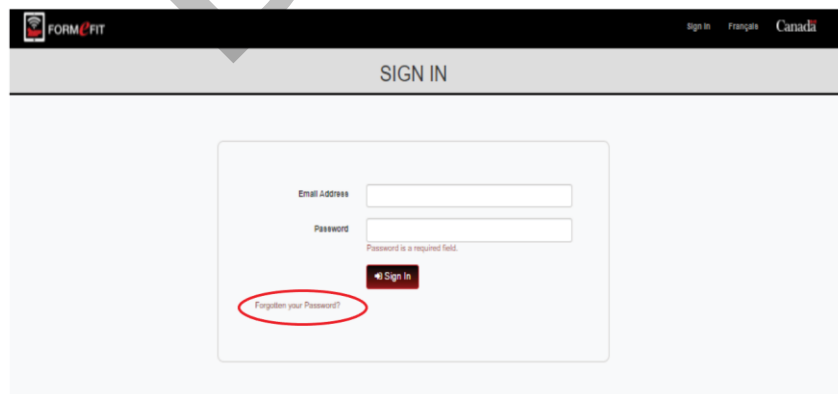 FORMeFIT
Sign In Français Canada
SIGN IN
Email Address
Password
Password is a required field.
Sign In
Forgotten your Password?